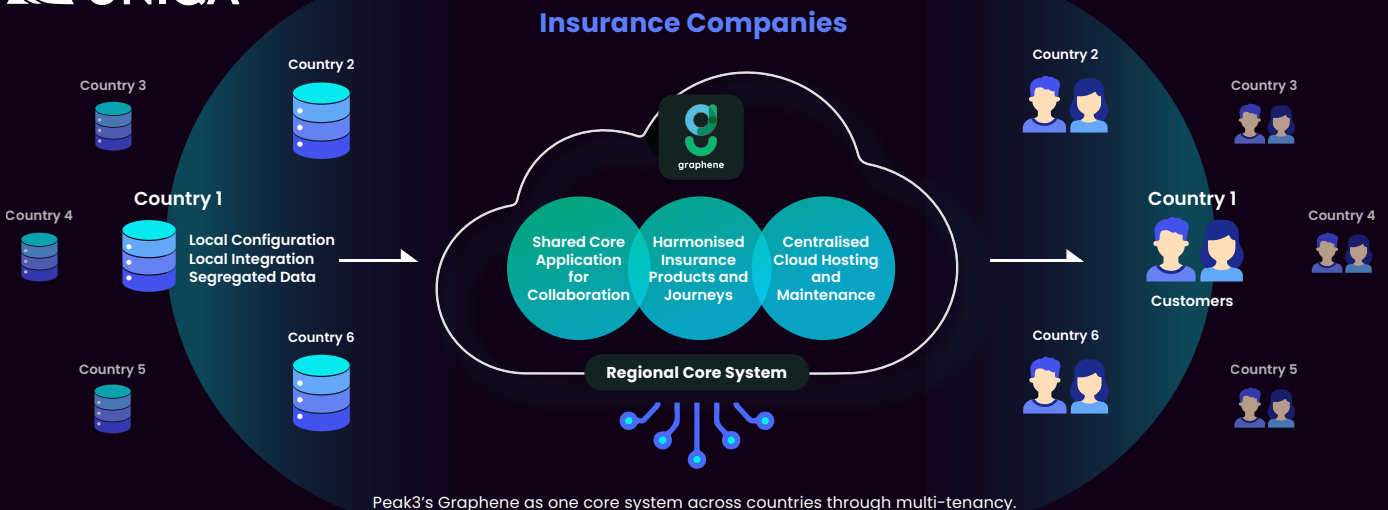 UNIQA
Insurance Companies
Country 2
Country 3
Country 1
Country 4
Local Configuration
Local Integration
Segregated Data
Country 6
Country 5
graphene
Shared Core
Application
for
Collaboration
Harmonised
Insurance
Products and
Journeys
Centralised
Cloud Hosting
and
Maintenance
Regional Core System
Country 2
Country 3
Country 1
Country 4
Customers
Country 6
Country 5
Peak3’s Graphene as one core system across countries through multi-tenancy.